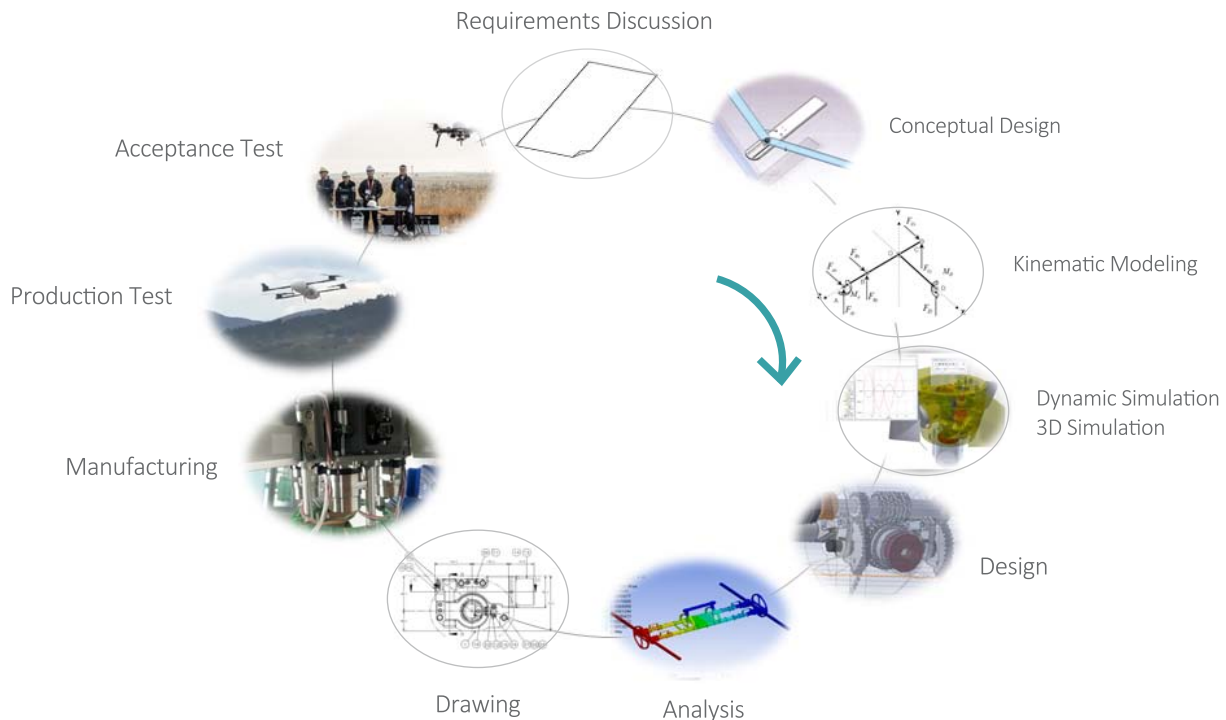 Requirements Discussion
Conceptual Design
Kinematic Modeling
Dynamic Simulation
3D Simulation
Design
Analysis
Drawing
Manufacturing
Production Test
Acceptance Test